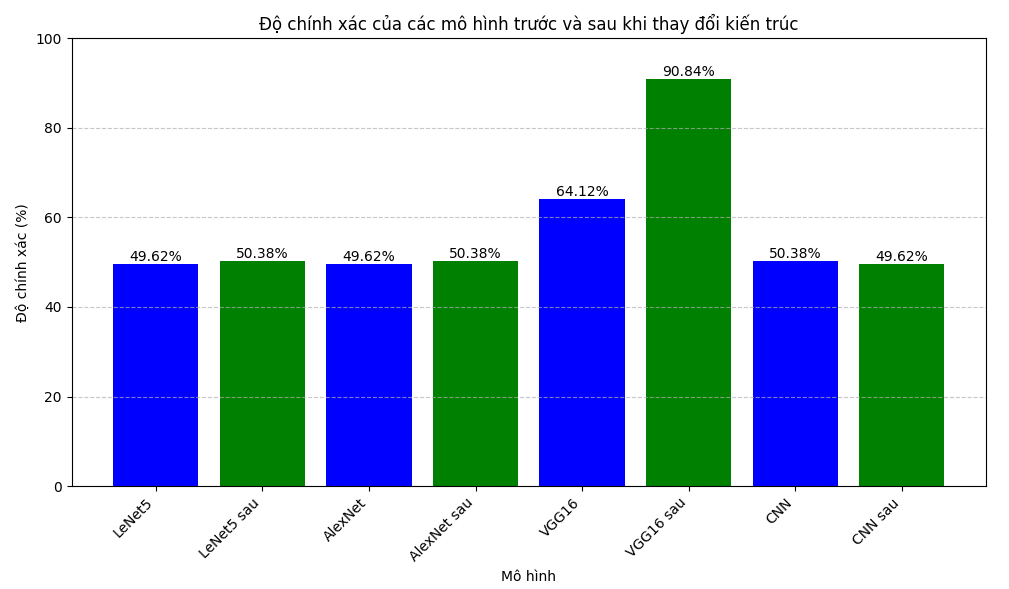 Độ chính xác của các mô hình trước và sau khi thay đổi kiến trúc
100
80
60
40
20
0
Độ chính xác (%)
49.62%
50.38%
49.62%
50.38%
64.12%
90.84%
50.38%
49.62%
LeNet5
LeNet5 sau
AlexNet
AlexNet sau
VGG16
VGG16 sau
CNN
CNN sau
Mô hình